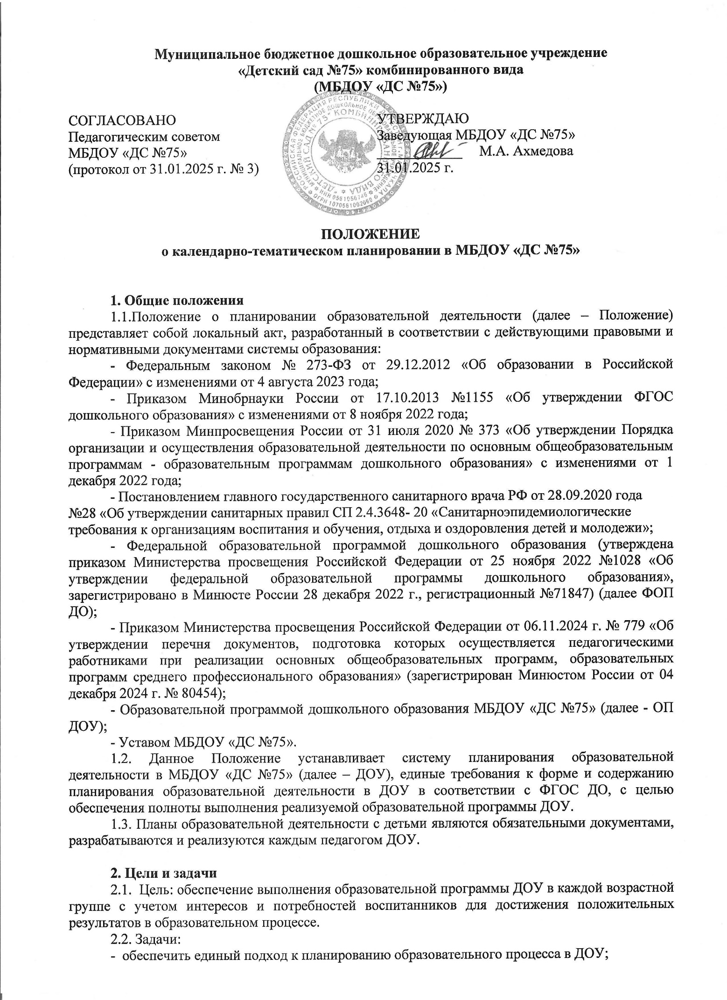 Муниципальное бюджетное дошкольное образовательное учреждение
«Детский сад №75» комбинированного вида
(МБДОУ «ДС №75»)
СОГЛАСОВАНО
Педагогическим советом
МБДОУ «ДС №75»
(протокол от 31.01.2025 г. № 3)
УТВЕРЖДАЮ
Заведующая МБДОУ «ДС №75»
М.А. Ахмедова
31.01.2025 г.
РОССИЙСКАЯ ФЕДЕРАЦИЯ РЕСПУБЛИКИ
МУНИЦИПАЛЬНОЕ БЮДЖЕТНОЕ ДОШКОЛЬНОЕ ОБРАЗОВАТЕЛЬНОЕ УЧРЕЖДЕНИЕ
"ДЕТСКИЙ САД № 75" КОМБИНИРОВАННОГО ВИДА
ИНН 0561056746
ОГРН 1070561002060
ПОЛОЖЕНИЕ
о календарно-тематическом планировании в МБДОУ «ДС №75»
1. Общие положения
1.1.Положение о планировании образовательной деятельности (далее – Положение)
представляет собой локальный акт, разработанный в соответствии с действующими правовыми и
нормативными документами системы образования:
- Федеральным законом № 273-ФЗ от 29.12.2012 «Об образовании в Российской
Федерации» с изменениями от 4 августа 2023 года;
- Приказом Минобрнауки России от 17.10.2013 №1155 «Об утверждении ФГОС
дошкольного образования» с изменениями от 8 ноября 2022 года;
- Приказом Минпросвещения России от 31 июля 2020 № 373 «Об утверждении Порядка
организации и осуществления образовательной деятельности по основным общеобразовательным
программам - образовательным программам дошкольного образования» с изменениями от 1
декабря 2022 года;
- Постановлением главного государственного санитарного врача РФ от 28.09.2020 года
№28 «Об утверждении санитарных правил СП 2.4.3648- 20 «Санитарноэпидемиологические
требования к организациям воспитания и обучения, отдыха и оздоровления детей и молодежи»;
- Федеральной образовательной программой дошкольного образования (утверждена
приказом Министерства просвещения Российской Федерации от 25 ноября 2022 №1028 «Об
утверждении федеральной образовательной программы дошкольного образования»,
зарегистрировано в Минюсте России 28 декабря 2022 г., регистрационный №71847) (далее ФОП
ДО);
- Приказом Министерства просвещения Российской Федерации от 06.11.2024 г. № 779 «Об
утверждении перечня документов, подготовка которых осуществляется педагогическими
работниками при реализации основных общеобразовательных программ, образовательных
программ среднего профессионального образования» (зарегистрирован Минюстом России от 04
декабря 2024 г. № 80454);
- Образовательной программой дошкольного образования МБДОУ «ДС №75» (далее - ОП
ДОУ);
- Уставом МБДОУ «ДС №75».
1.2. Данное Положение устанавливает систему планирования образовательной
деятельности в МБДОУ «ДС №75» (далее – ДОУ), единые требования к форме и содержанию
планирования образовательной деятельности в ДОУ в соответствии с ФГОС ДО, с целью
обеспечения полноты выполнения реализуемой образовательной программы ДОУ.
1.3. Планы образовательной деятельности с детьми являются обязательными документами,
разрабатываются и реализуются каждым педагогом ДОУ.
2. Цели и задачи
2.1. Цель: обеспечение выполнения образовательной программы ДОУ в каждой возрастной
группе с учетом интересов и потребностей воспитанников для достижения положительных
результатов в образовательном процессе.
2.2. Задачи:
- обеспечить единый подход к планированию образовательного процесса в ДОУ;